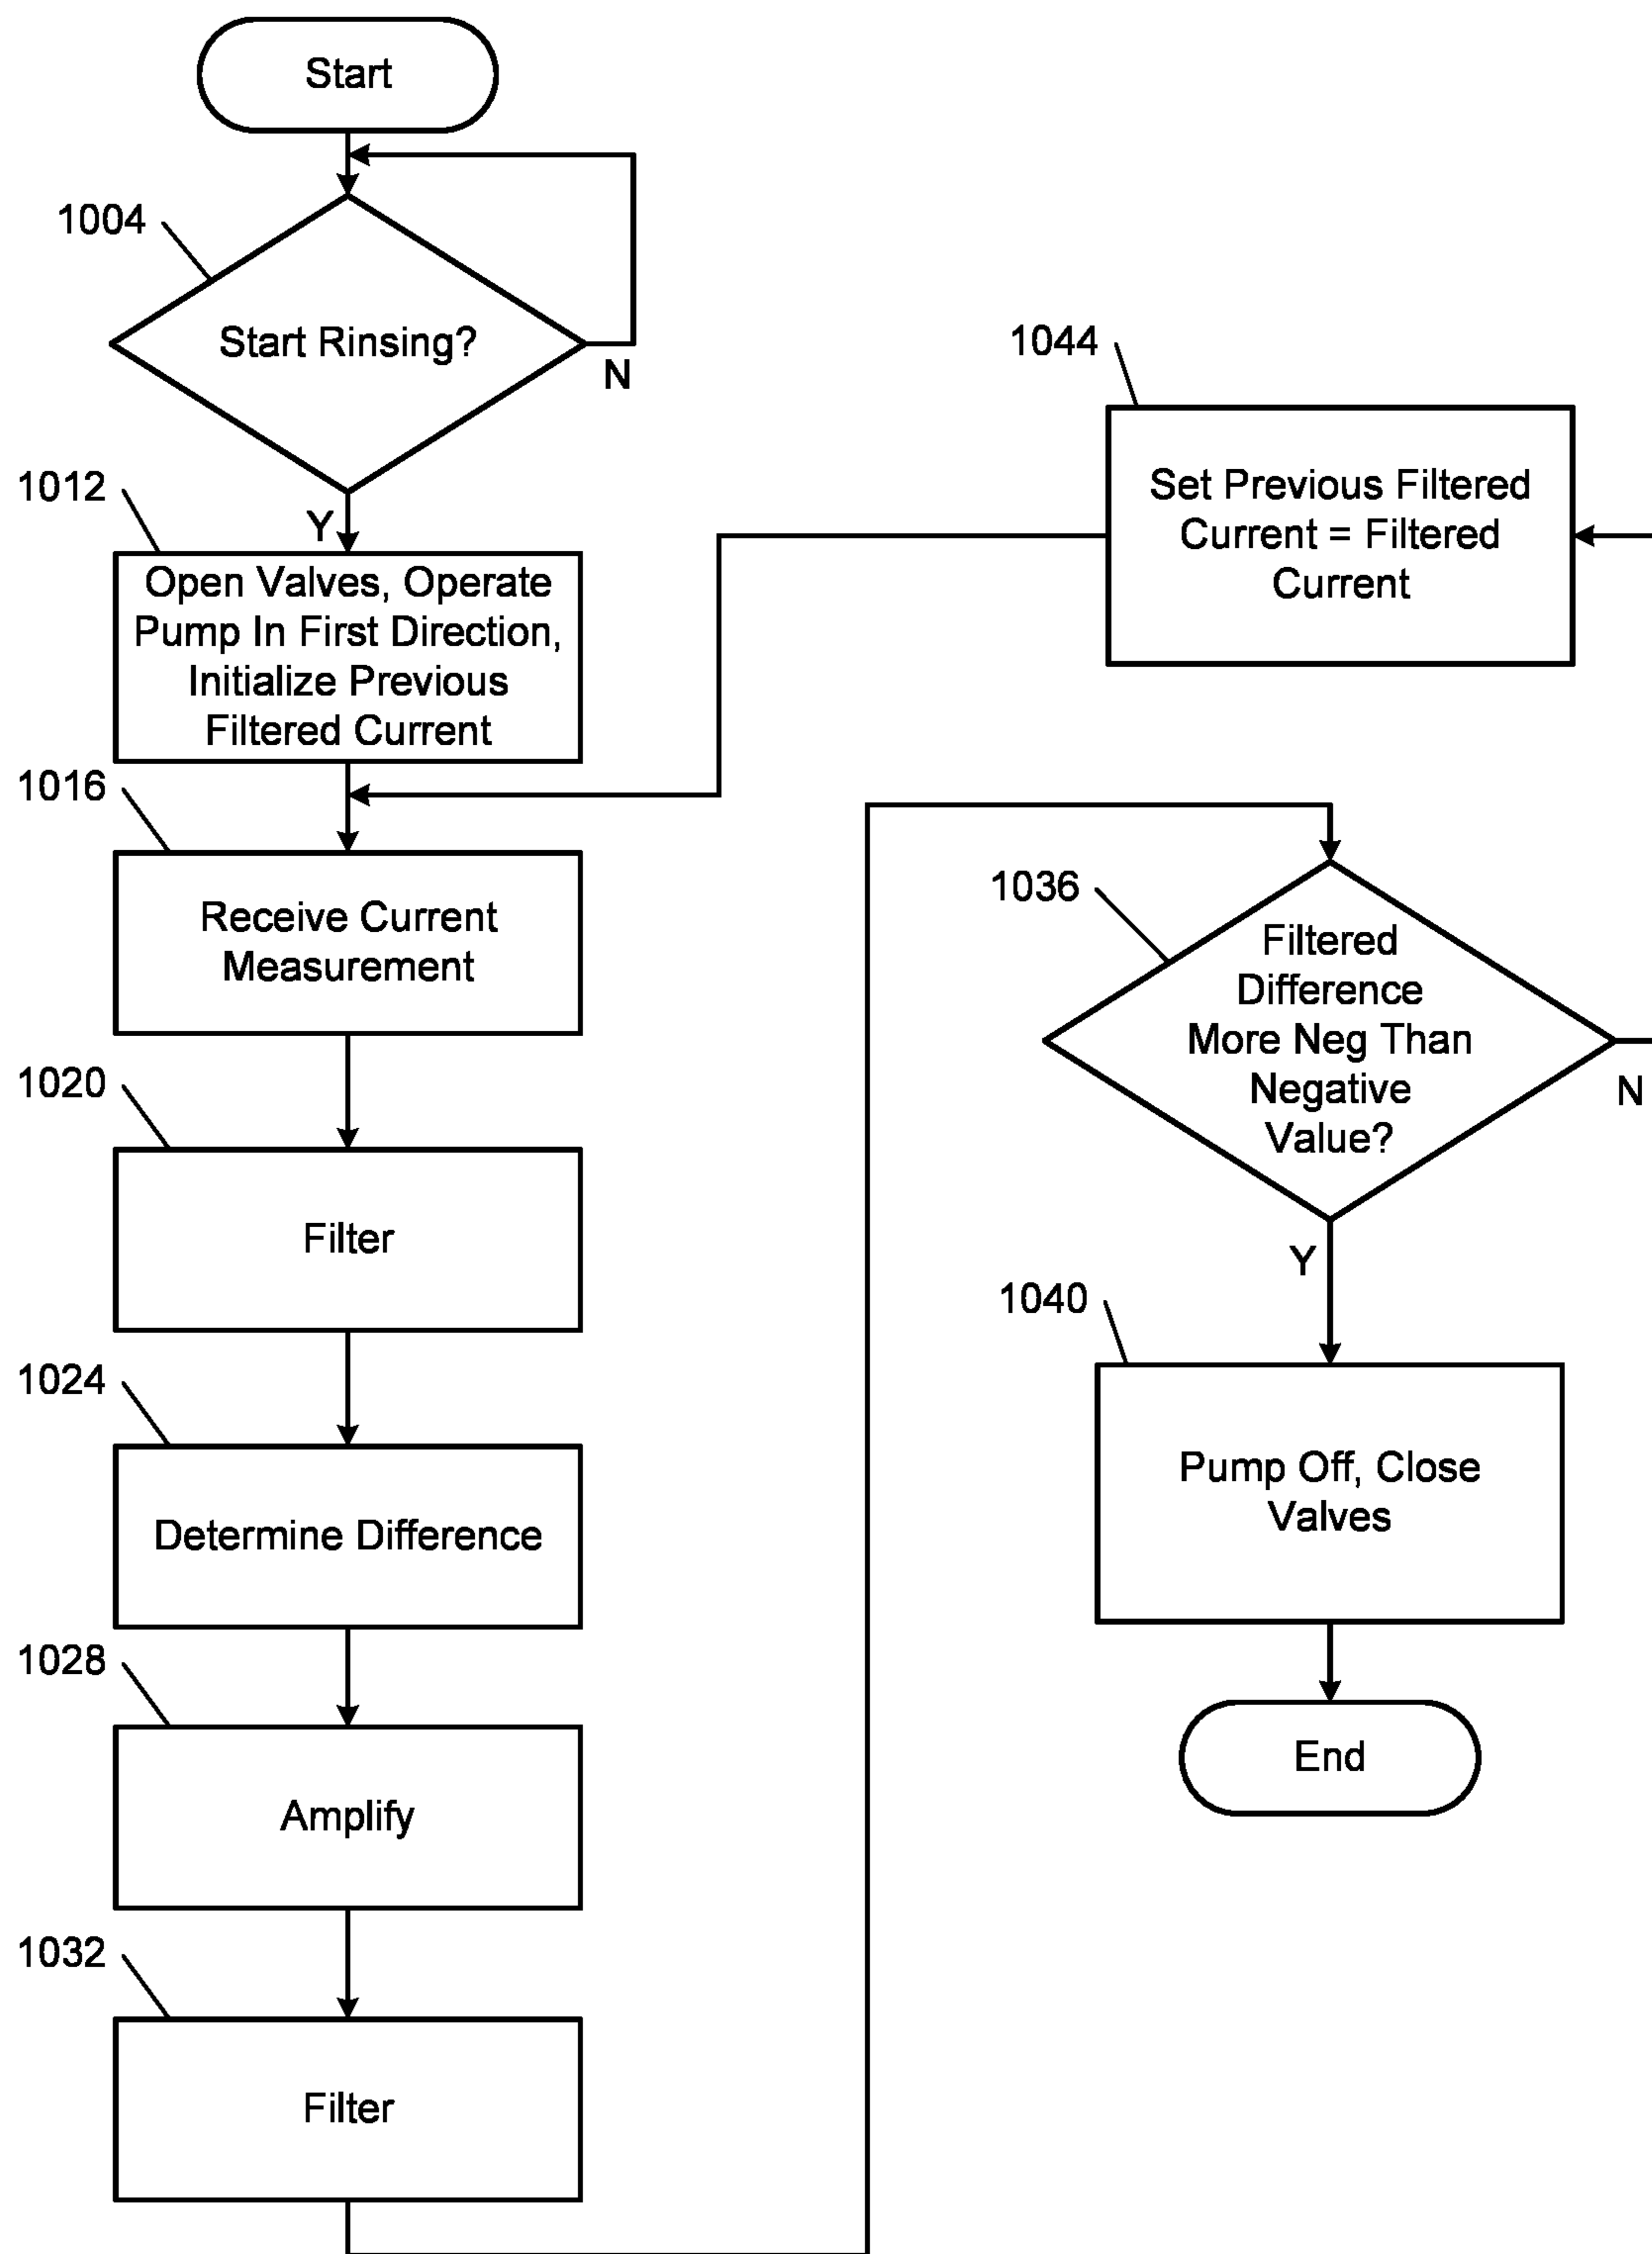 Start
1004
Start Rinsing?
N
Y
1012
Open Valves, Operate
Pump In First Direction,
Initialize Previous
Filtered Current
1016
Receive Current
Measurement
1020
Filter
1024
Determine Difference
1028
Amplify
1032
Filter
1044
Set Previous Filtered
Current = Filtered
Current
1036
Filtered
Difference
More Neg Than
Negative
Value?
N
Y
1040
Pump Off, Close
Valves
End